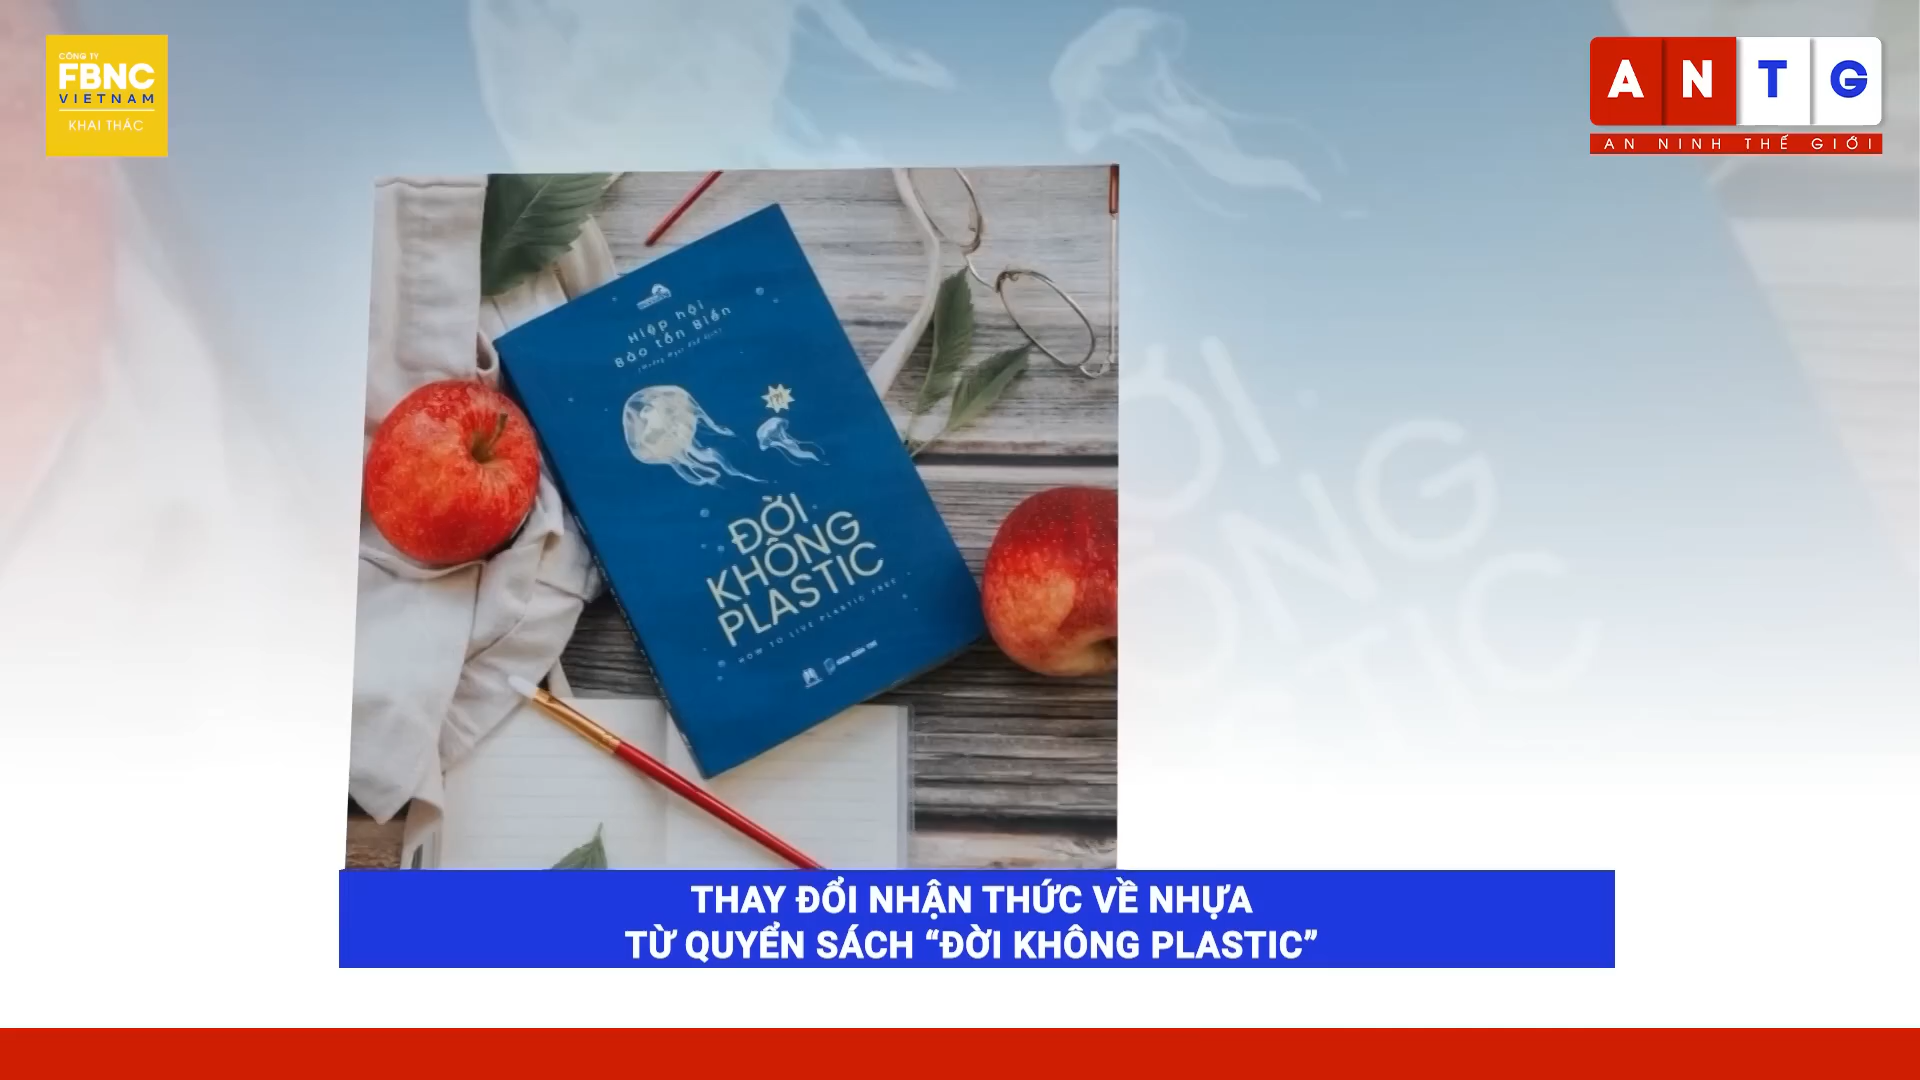 CÔNG TY
FBNC
VIETNAM
KHAI THÁC
ANTG
AN NINH THẾ GIỚI
Hiệp hội
Bảo tồn Biển
?!
ĐỜI
KHÔNG
PLASTIC
HOW TO LIVE PLASTIC FREE
THAY ĐỔI NHẬN THỨC VỀ NHỰA
TỪ QUYỂN SÁCH “ĐỜI KHÔNG PLASTIC”